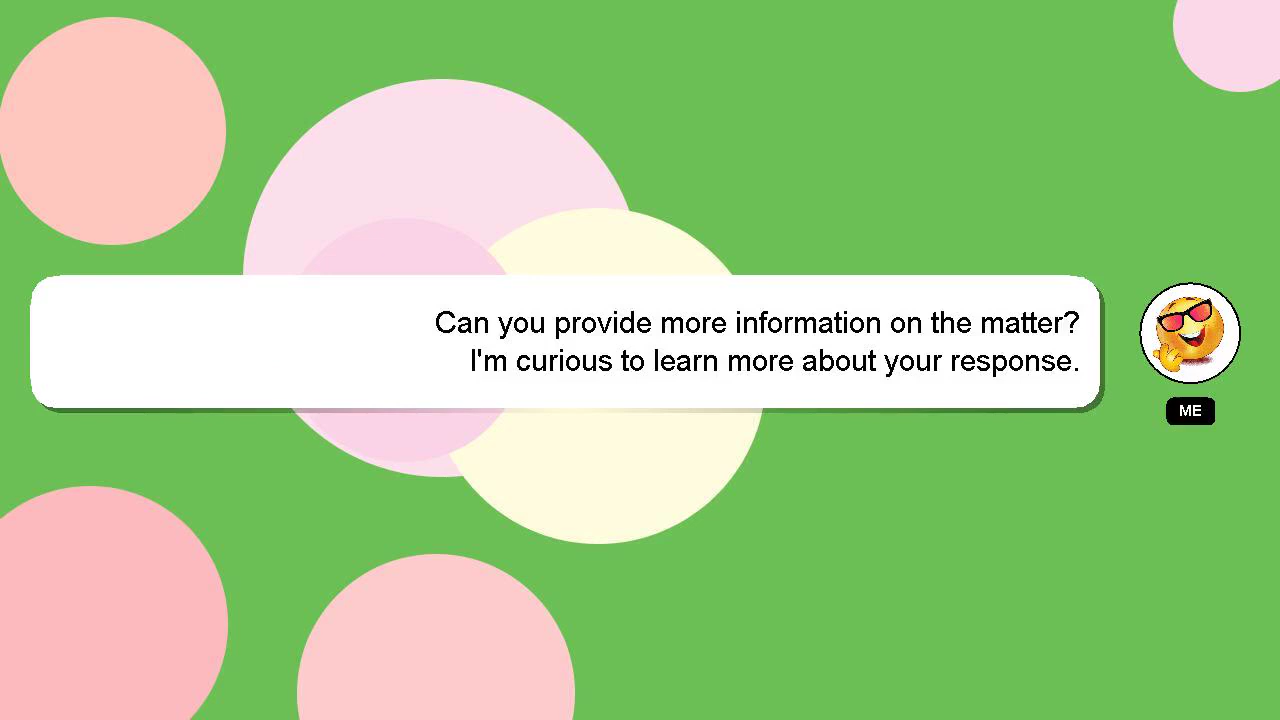 Can you provide more information on the matter?
I'm curious to learn more about your response.
ME